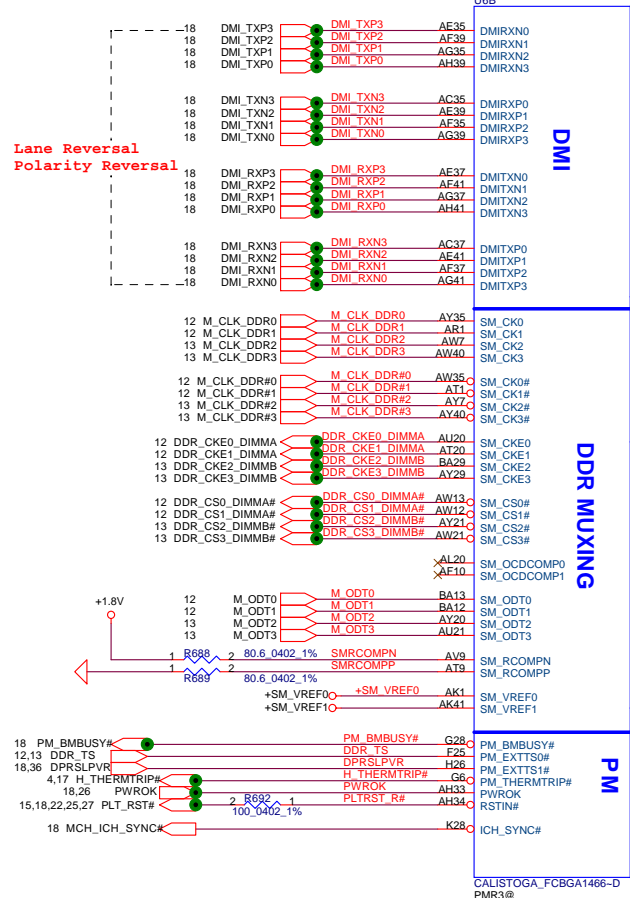 U6B
18 DMI_TXP3 DMI_TXP3 AE35 DMIRXN0
18 DMI_TXP2 DMI_TXP2 AF39 DMIRXN1
18 DMI_TXP1 DMI_TXP1 AG35 DMIRXN2
18 DMI_TXP0 DMI_TXP0 AH39 DMIRXN3
18 DMI_TXN3 DMI_TXN3 AC35 DMIRXP0
18 DMI_TXN2 DMI_TXN2 AE39 DMIRXP1
18 DMI_TXN1 DMI_TXN1 AF35 DMIRXP2
18 DMI_TXN0 DMI_TXN0 AG39 DMIRXP3
DMI
Lane Reversal
Polarity Reversal
18 DMI_RXP3 DMI_RXP3 AE37 DMITXN0
18 DMI_RXP2 DMI_RXP2 AF41 DMITXN1
18 DMI_RXP1 DMI_RXP1 AG37 DMITXN2
18 DMI_RXP0 DMI_RXP0 AH41 DMITXN3
18 DMI_RXN3 DMI_RXN3 AC37 DMITXP0
18 DMI_RXN2 DMI_RXN2 AE41 DMITXP1
18 DMI_RXN1 DMI_RXN1 AF37 DMITXP2
18 DMI_RXN0 DMI_RXN0 AG41 DMITXP3
12 M_CLK_DDR0 M_CLK_DDR0 AY35 SM_CK0
12 M_CLK_DDR1 M_CLK_DDR1 AR1 SM_CK1
13 M_CLK_DDR2 M_CLK_DDR2 AW7 SM_CK2
13 M_CLK_DDR3 M_CLK_DDR3 AW40 SM_CK3
12 M_CLK_DDR#0 M_CLK_DDR#0 AW35 SM_CK0#
12 M_CLK_DDR#1 M_CLK_DDR#1 AT1 SM_CK1#
13 M_CLK_DDR#2 M_CLK_DDR#2 AY7 SM_CK2#
13 M_CLK_DDR#3 M_CLK_DDR#3 AY40 SM_CK3#
12 DDR_CKE0_DIMMA DDR_CKE0_DIMMA AU20 SM_CKE0
12 DDR_CKE1_DIMMA DDR_CKE1_DIMMA AT20 SM_CKE1
13 DDR_CKE2_DIMMB DDR_CKE2_DIMMB BA29 SM_CKE2
13 DDR_CKE3_DIMMB DDR_CKE3_DIMMB AY29 SM_CKE3
DDR MUXING
12 DDR_CS0_DIMMA# DDR_CS0_DIMMA# AW13 SM_CS0#
12 DDR_CS1_DIMMA# DDR_CS1_DIMMA# AW12 SM_CS1#
13 DDR_CS2_DIMMB# DDR_CS2_DIMMB# AY21 SM_CS2#
13 DDR_CS3_DIMMB# DDR_CS3_DIMMB# AW21 SM_CS3#
AL20 SM_OCDCOMP0
AF10 SM_OCDCOMP1
12 M_ODT0 M_ODT0 BA13 SM_ODT0
12 M_ODT1 M_ODT1 BA12 SM_ODT1
13 M_ODT2 M_ODT2 AY20 SM_ODT2
13 M_ODT3 M_ODT3 AU21 SM_ODT3
+1.8V
1 R688 2 80.6_0402_1% SMRCOMPN AV9 SM_RCOMPN
1 R689 2 80.6_0402_1% SMRCOMPP AT9 SM_RCOMPP
+SM_VREF0 +SM_VREF0 AK1 SM_VREF0
+SM_VREF1 AK41 SM_VREF1
18 PM_BMBUSY# PM_BMBUSY# G28 PM_BMBUSY#
12,13 DDR_TS DDR_TS F25 PM_EXTTS0#
18,36 DPRSLPVR DPRSLPVR H26 PM_EXTTS1#
4,17 H_THERMTRIP# H_THERMTRIP# G6 PM_THERMTRIP#
18,26 PWROK PWROK AH33 PWROK
15,18,22,25,27 PLT_RST# 2 R692 1 100_0402_1% PLTRST_R# AH34 RSTIN#
PM
18 MCH_ICH_SYNC# K28 ICH_SYNC#
CALISTOGA_FCBGA1466~D
PMR3@